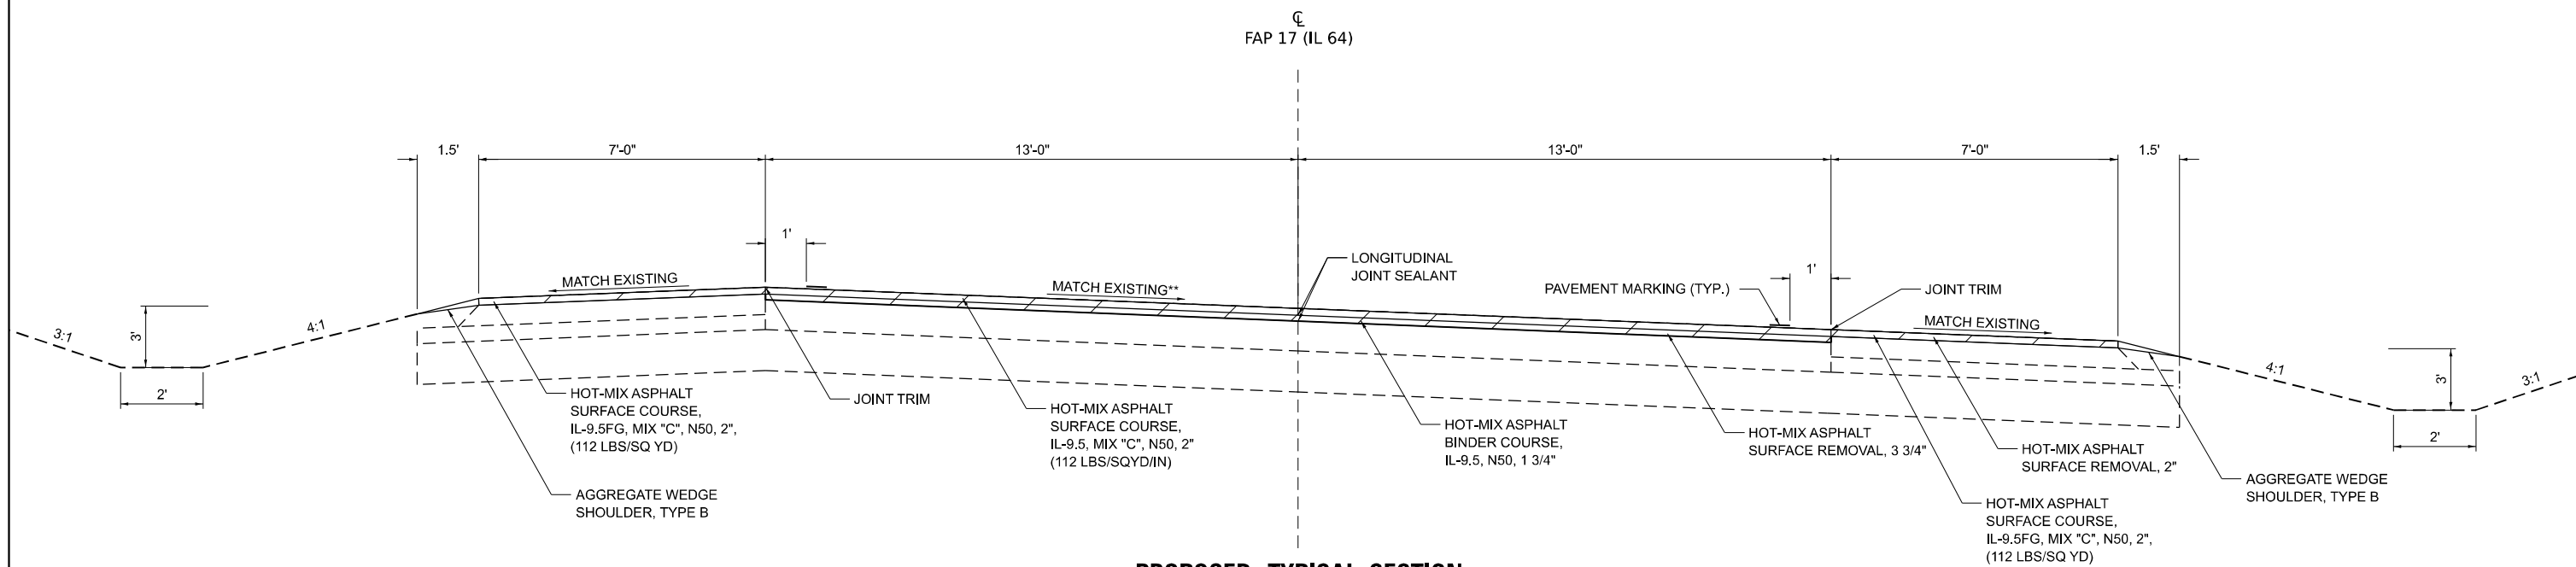 ℄
FAP 17 (IL 64)
1.5'
7'-0"
13'-0"
13'-0"
7'-0"
1.5'
1'
LONGITUDINAL
JOINT SEALANT
1'
MATCH EXISTING
MATCH EXISTING**
PAVEMENT MARKING (TYP.)
JOINT TRIM
MATCH EXISTING
3:1
3'
4:1
4:1
3'
3:1
2'
2'
HOT-MIX ASPHALT
SURFACE COURSE,
IL-9.5FG, MIX "C", N50, 2",
(112 LBS/SQ YD)
JOINT TRIM
HOT-MIX ASPHALT
SURFACE COURSE,
IL-9.5, MIX "C", N50, 2"
(112 LBS/SQYD/IN)
HOT-MIX ASPHALT
BINDER COURSE,
IL-9.5, N50, 1 3/4"
HOT-MIX ASPHALT
SURFACE REMOVAL, 3 3/4"
HOT-MIX ASPHALT
SURFACE REMOVAL, 2"
AGGREGATE WEDGE
SHOULDER, TYPE B
AGGREGATE WEDGE
SHOULDER, TYPE B
HOT-MIX ASPHALT
SURFACE COURSE,
IL-9.5FG, MIX "C", N50, 2",
(112 LBS/SQ YD)
PROPOSED TYPICAL SECTION